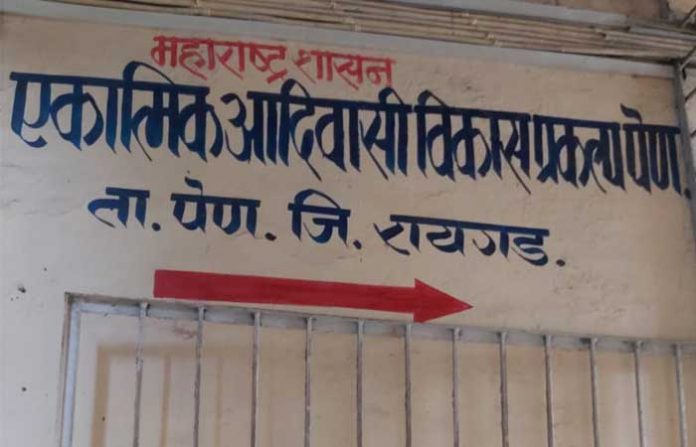 महाराष्ट्र शासन
एकात्मिक आदिवासी विकास प्रकल्प पेण.
ता. पेण. जि. रायगड.